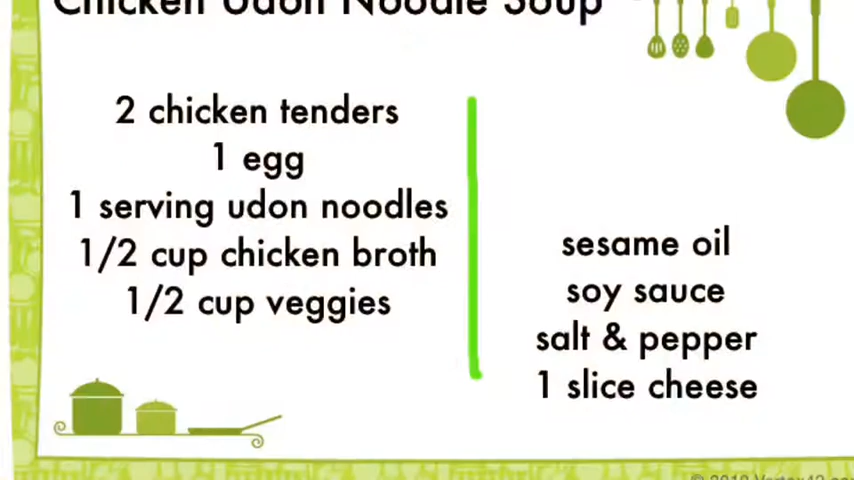 Chicken Udon Noodle Soup
2 chicken tenders
1 egg
1 serving udon noodles
1/2 cup chicken broth
1/2 cup veggies
sesame oil
soy sauce
salt & pepper
1 slice cheese